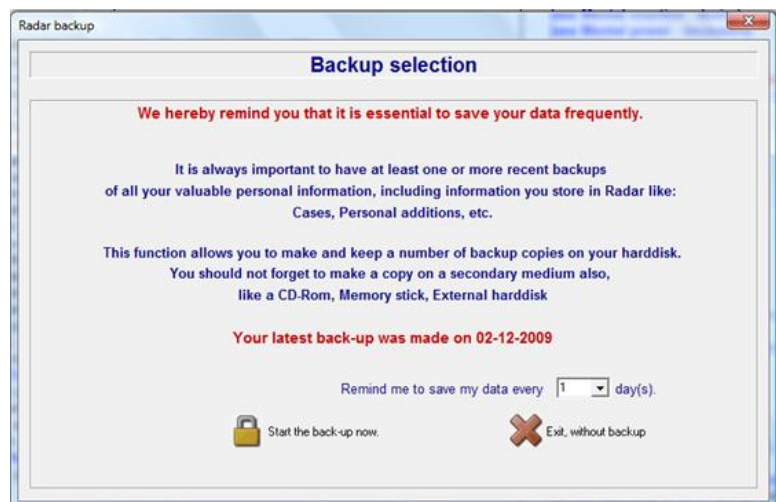 Radar backup
Backup selection
We hereby remind you that it is essential to save your data frequently.
It is always important to have at least one or more recent backups
of all your valuable personal information, including information you store in Radar like:
Cases, Personal additions, etc.
This function allows you to make and keep a number of backup copies on your harddisk.
You should not forget to make a copy on a secondary medium also,
like a CD-Rom, Memory stick, External harddisk
Your latest back-up was made on 02-12-2009
Remind me to save my data every 1 day(s).
Start the back-up now. Exit, without backup